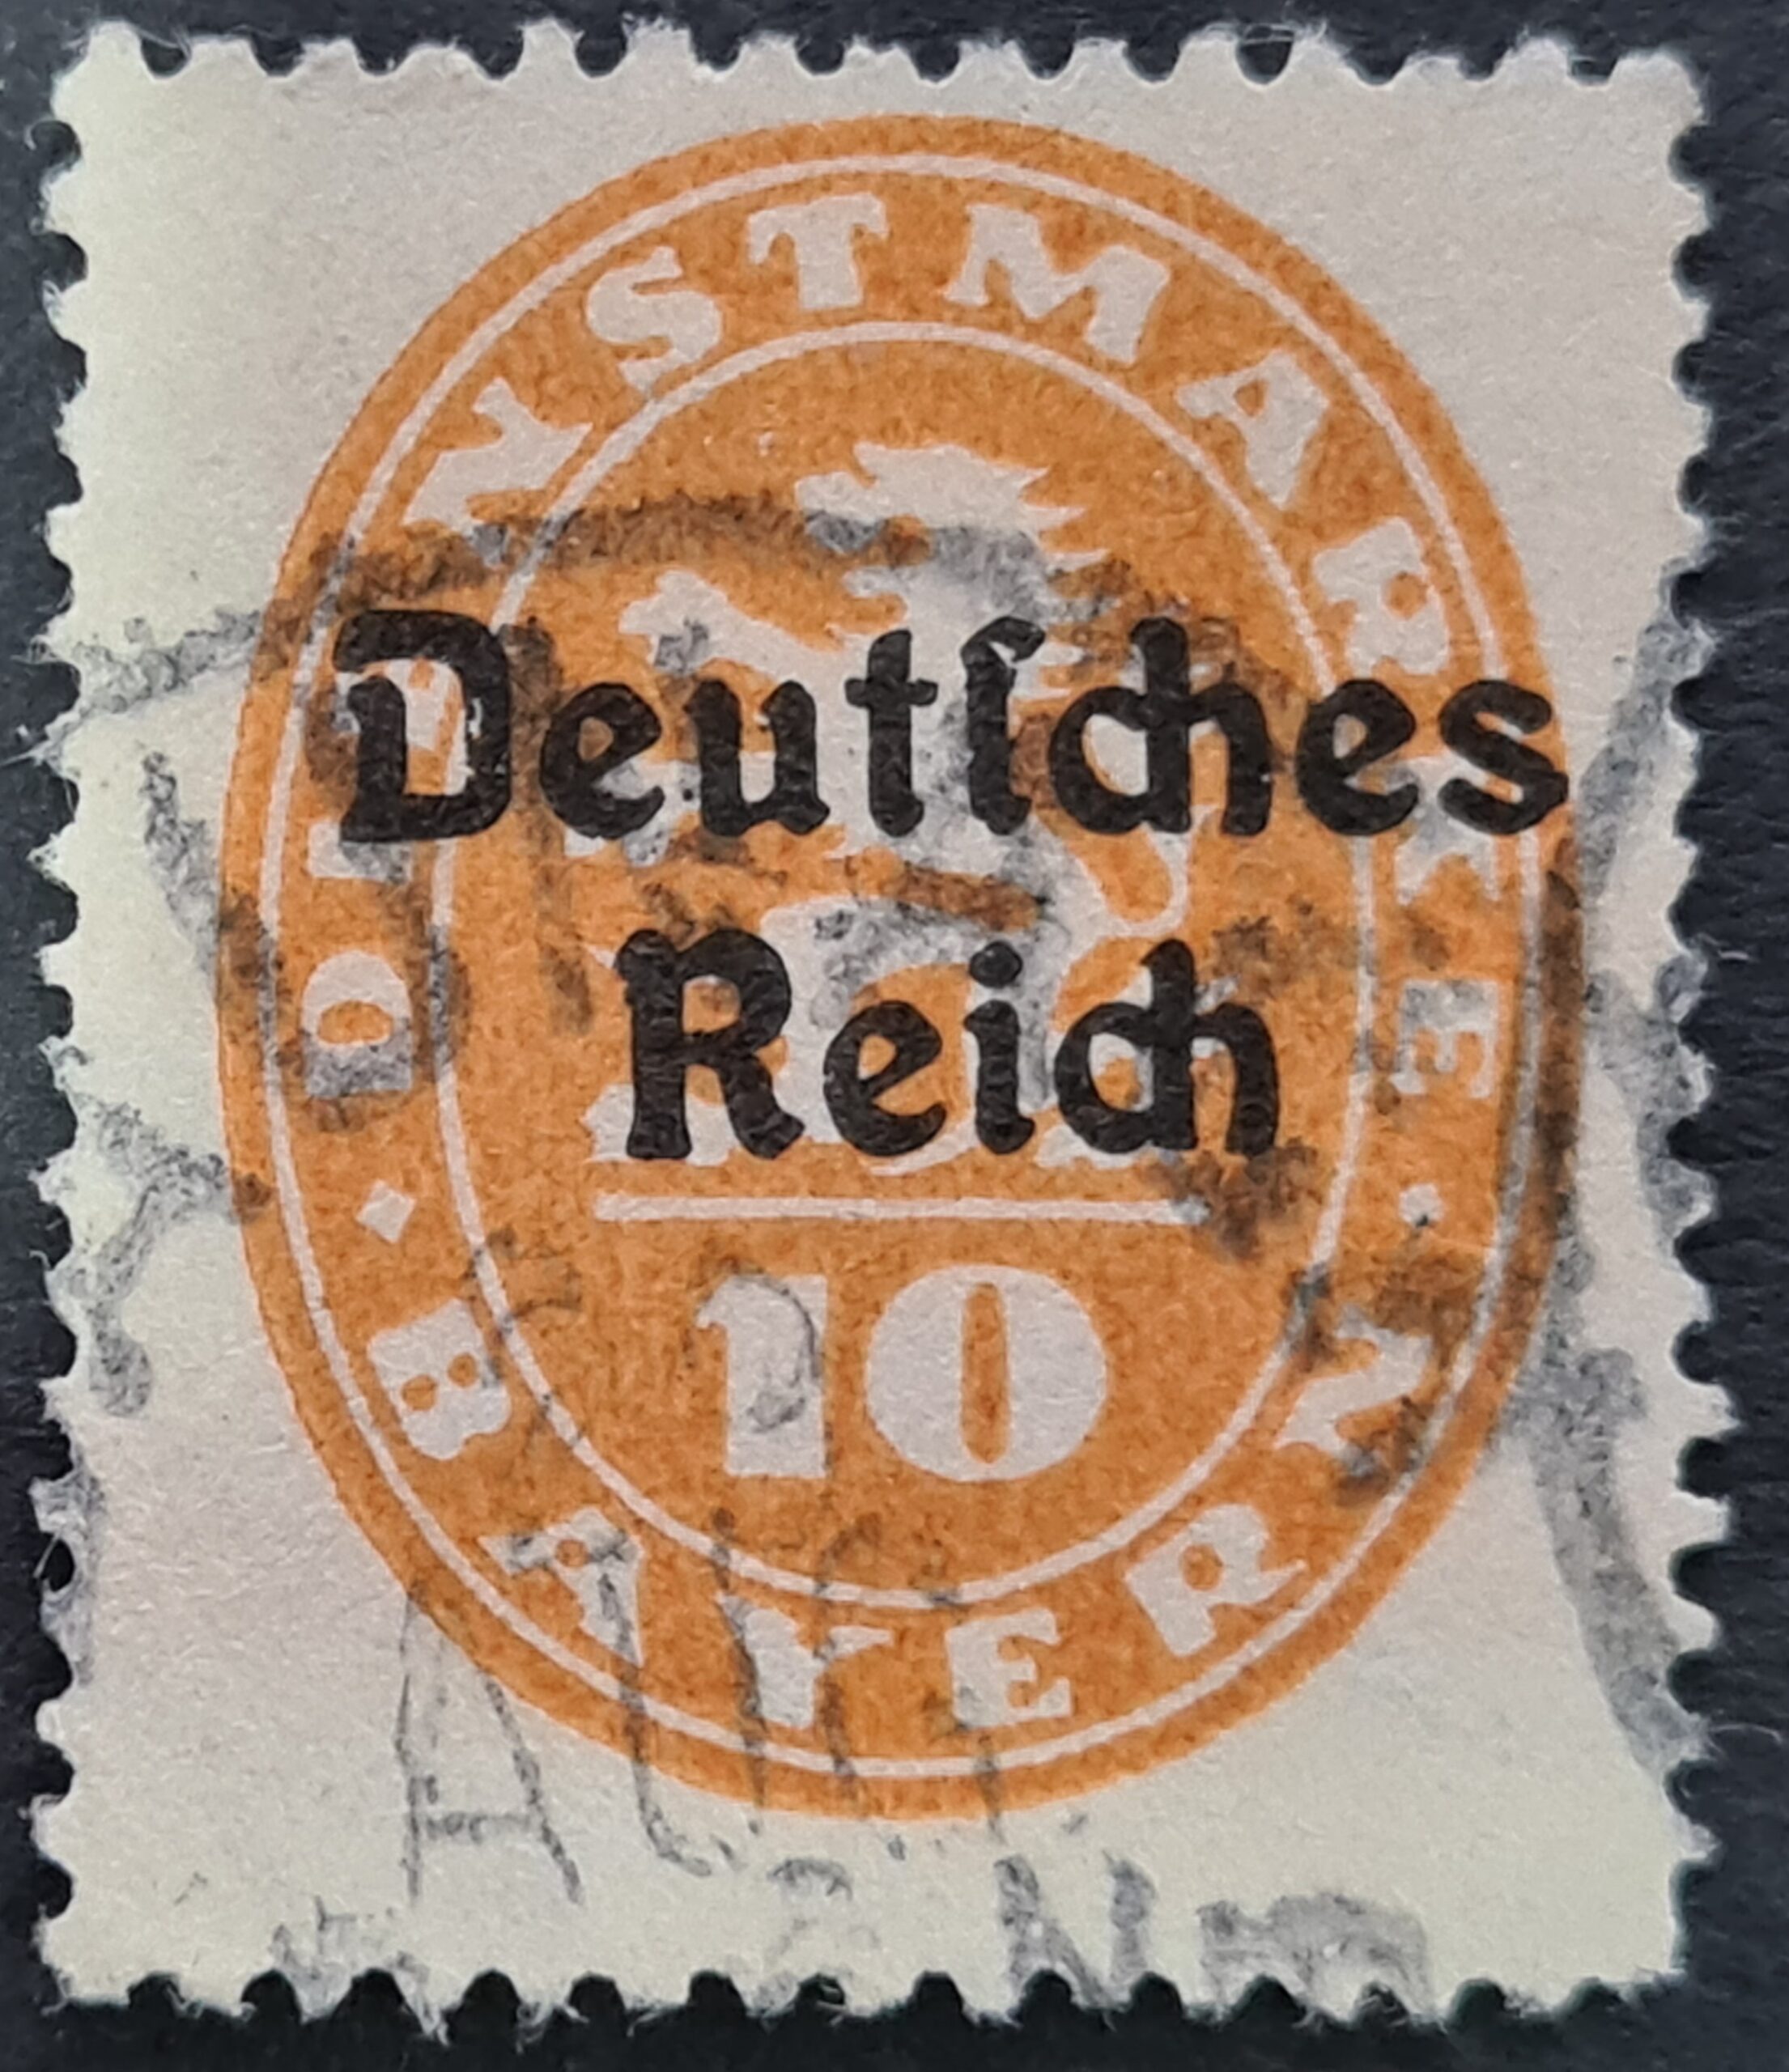 DIENSTMARKE
Deutſches
Reich
10
BAYERN